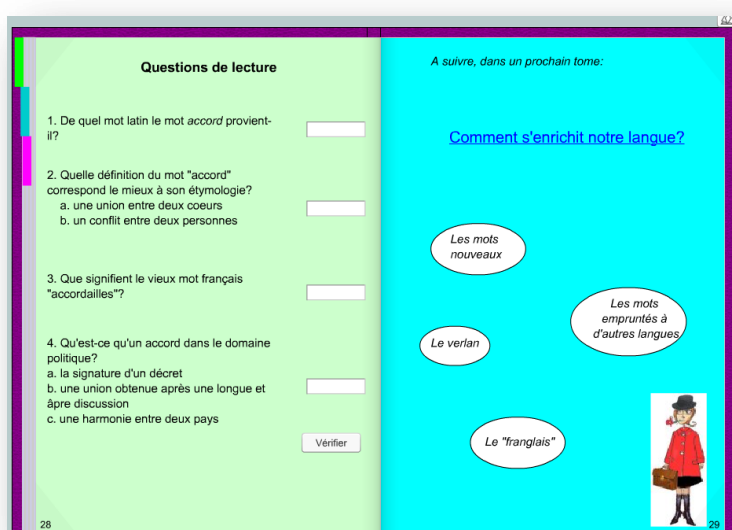 Questions de lecture
1. De quel mot latin le mot accord provient-
il?
2. Quelle définition du mot "accord"
correspond le mieux à son étymologie?
a. une union entre deux coeurs
b. un conflit entre deux personnes
3. Que signifient le vieux mot français
"accordailles"?
4. Qu'est-ce qu'un accord dans le domaine
politique?
a. la signature d'un décret
b. une union obtenue après une longue et
âpre discussion
c. une harmonie entre deux pays
Vérifier
28
A suivre, dans un prochain tome:
Comment s'enrichit notre langue?
Les mots
nouveaux
Les mots
empruntés à
d'autres langues
Le verlan
Le "franglais"
29